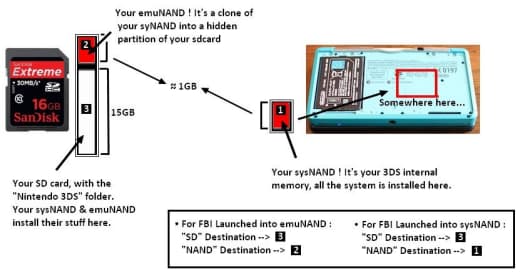 Your emuNAND ! It's a clone of
your syNAND into a hidden
partition of your sdcard
2
SanDisk
Extreme
30MB/s*
16GB
SanDisk
3
15GB
≈ 1GB
1
0197
Somewhere here...
Your SD card, with the
"Nintendo 3DS" folder.
Your sysNAND & emuNAND
install their stuff here.
Your sysNAND ! It's your 3DS internal
memory, all the system is installed here.
• For FBI Launched into emuNAND :
"SD" Destination --> 3
"NAND" Destination --> 2
• For FBI Launched into sysNAND :
"SD" Destination --> 3
"NAND" Destination --> 1